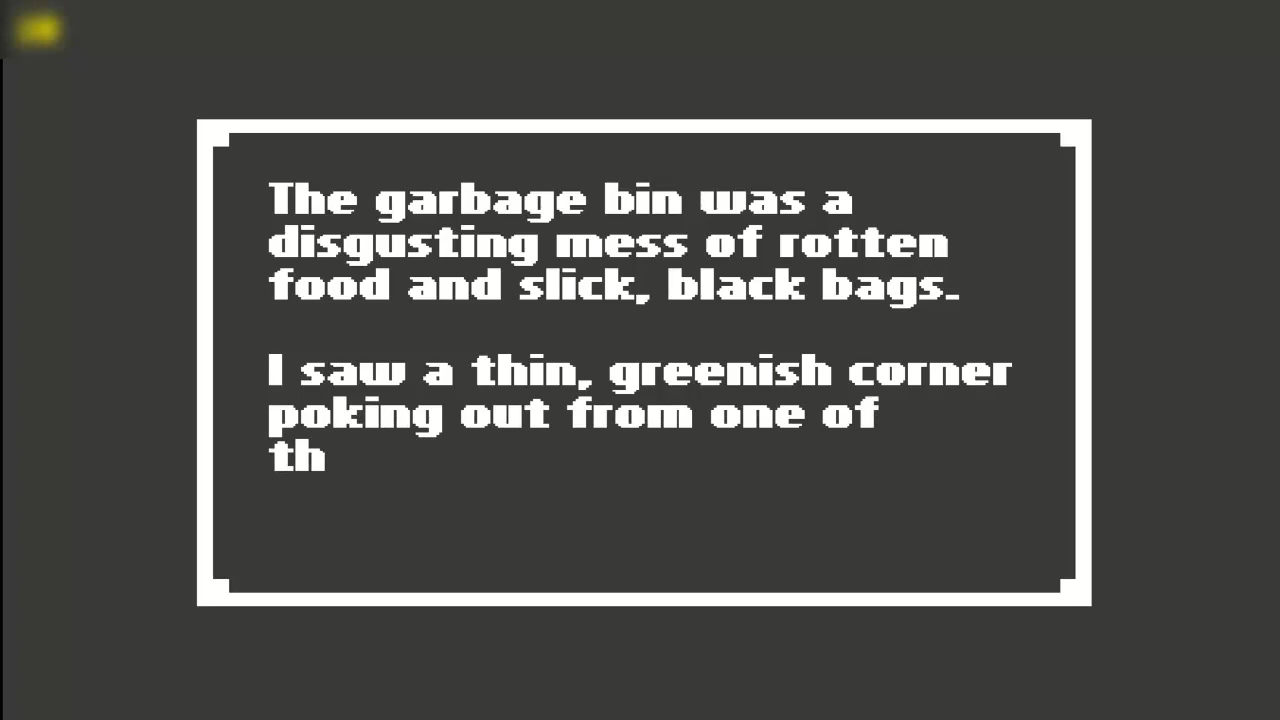 The garbage bin was a
disgusting mess of rotten
food and slick, black bags.
I saw a thin, greenish corner
poking out from one of
th